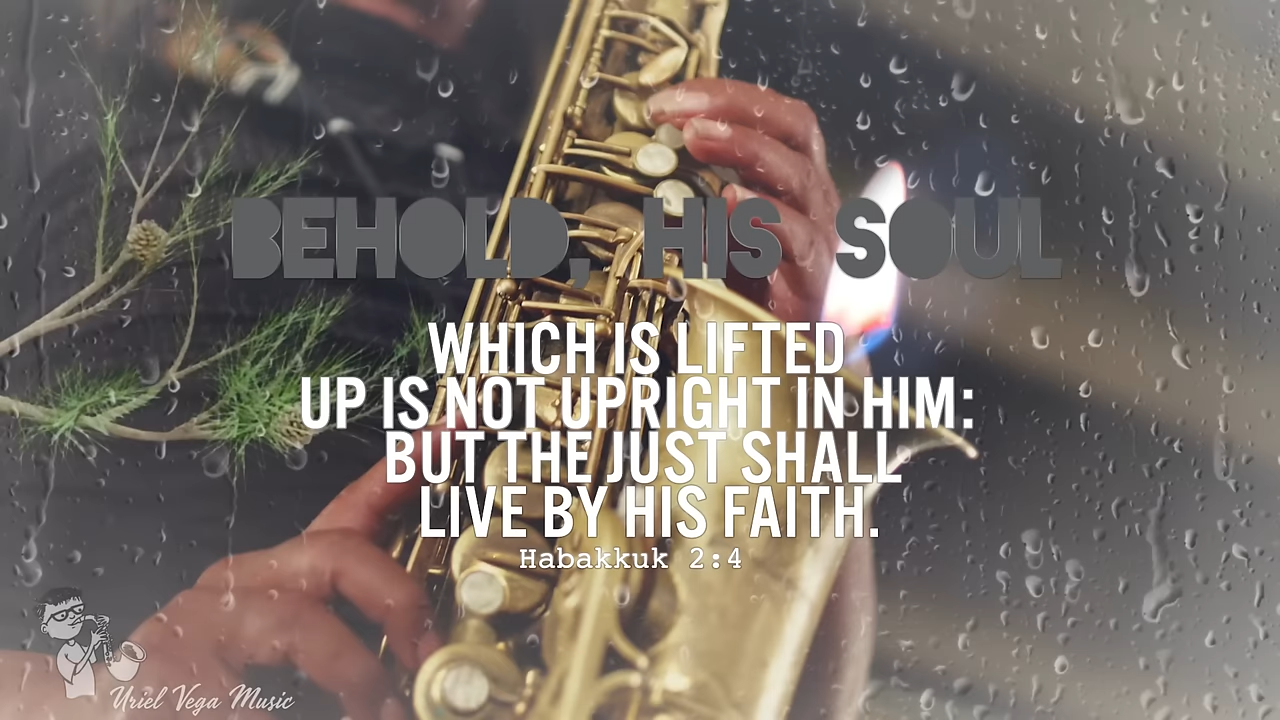 BEHOLD, HIS SOUL
WHICH IS LIFTED
UP IS NOT UPRIGHT IN HIM:
BUT THE JUST SHALL
LIVE BY HIS FAITH.
Habakkuk 2:4
Uriel Vega Music